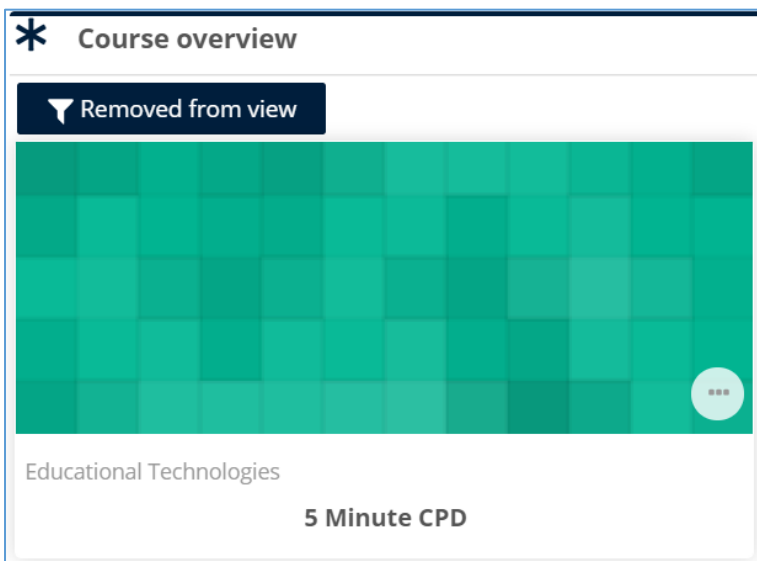 Course overview
Removed from view
Educational Technologies
5 Minute CPD